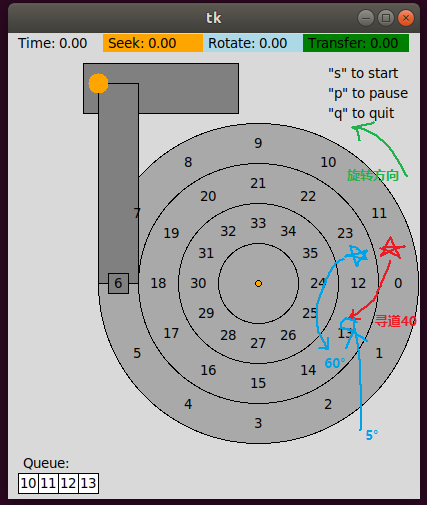 tk
Time: 0.00 Seek: 0.00 Rotate: 0.00 Transfer: 0.00
"s" to start
"p" to pause
"q" to quit
旋转方向
9
8 10
21
20 22
7 11
33
19 32 34 23
31 35
6 18 30 24 12 0
29 25
17 28 26 13
27
寻道40
5 1
16 14
15
60°
4 2
3
5°
Queue:
10 11 12 13